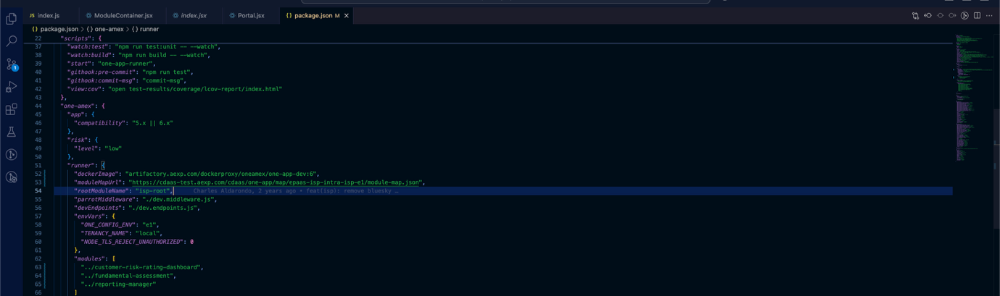 index.js ModuleContainer.jsx index.jsx Portal.jsx {} package.json M
{} package.json > {} one-amex > {} runner
22 "scripts": {
37 "watch:test": "npm run test:unit -- --watch",
38 "watch:build": "npm run build -- --watch",
39 "start": "one-app-runner",
40 "githook:pre-commit": "npm run test",
41 "githook:commit-msg": "commit-msg",
42 "view:cov": "open test-results/coverage/lcov-report/index.html"
43 },
44 "one-amex": {
45 "app": {
46 "compatibility": "5.x || 6.x"
47 },
48 "risk": {
49 "level": "low"
50 },
51 "runner": {
52 "dockerImage": "artifactory.aexp.com/dockerproxy/oneamex/one-app-dev:6",
53 "moduleMapUrl": "https://cdaas-test.aexp.com/cdaas/one-app/map/epaas-isp-intra-isp-e1/module-map.json",
54 "rootModuleName": "isp-root", Charles Aldarondo, 2 years ago • feat(isp): remove bluesky …
55 "parrotMiddleware": "./dev.middleware.js",
56 "devEndpoints": "./dev.endpoints.js",
57 "envVars": {
58 "ONE_CONFIG_ENV": "e1",
59 "TENANCY_NAME": "local",
60 "NODE_TLS_REJECT_UNAUTHORIZED": 0
61 },
62 "modules": [
63 "../customer-risk-rating-dashboard",
64 "../fundamental-assessment",
65 "../reporting-manager"
66 ]
1